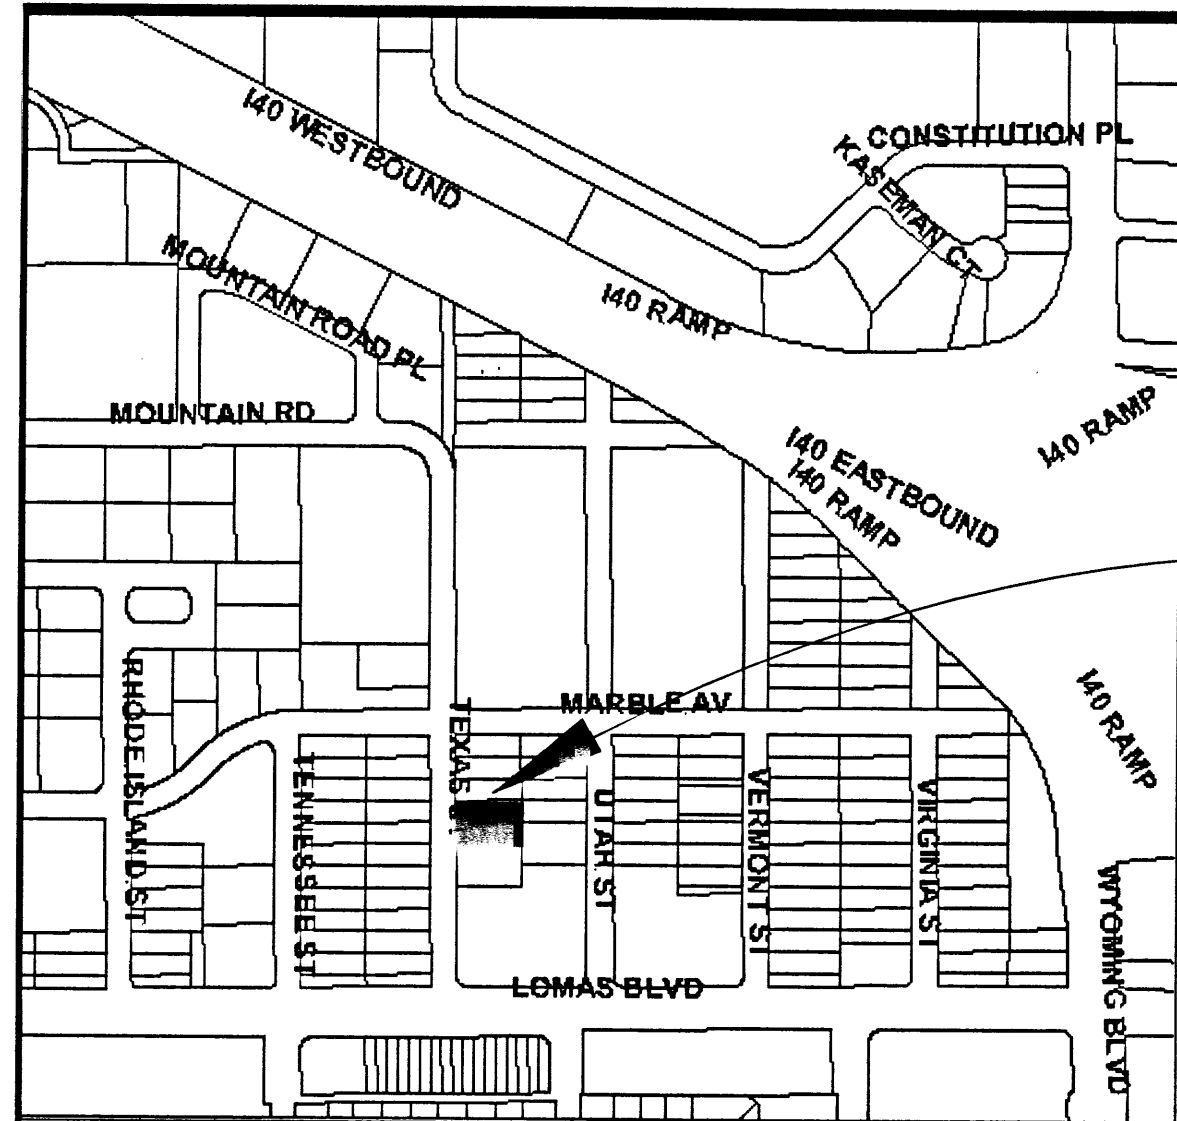 I40 WESTBOUND
CONSTITUTION PL
KASEMAN CT
MOUNTAIN ROAD PL
I40 RAMP
MOUNTAIN RD
I40 RAMP
I40 EASTBOUND
I40 RAMP
MARBLE AV
I40 RAMP
RHODE ISLAND ST
TENNESSEE ST
TEXAS
UTAH ST
VERMONT ST
VIRGINIA ST
WYOMING BLVD
LOMAS BLVD